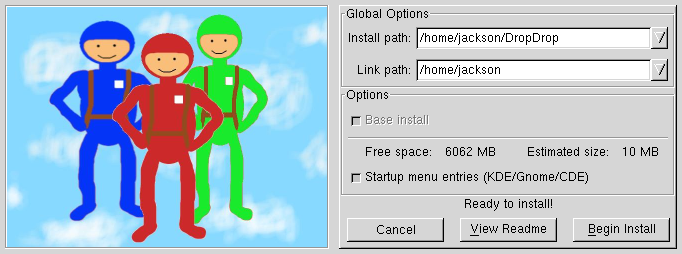 Global Options
Install path: /home/jackson/DropDrop
Link path: /home/jackson
Options
Base install
Free space: 6062 MB Estimated size: 10 MB
Startup menu entries (KDE/Gnome/CDE)
Ready to install!
Cancel View Readme Begin Install